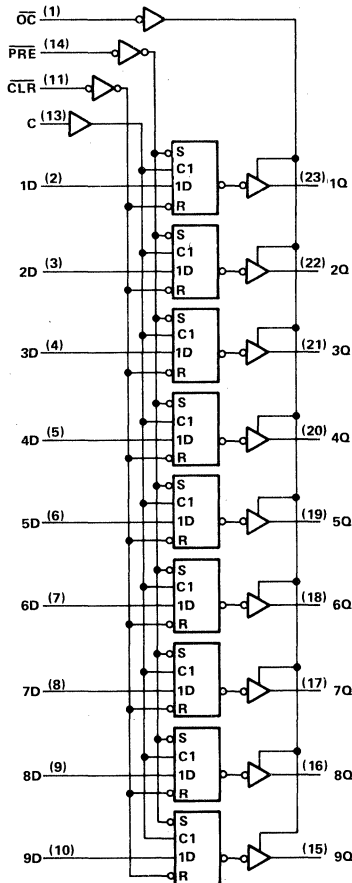 O̅C̅ (1)
P̅R̅E̅ (14)
C̅L̅R̅ (11)
C (13)
S
C1
1D (2) 1D (23) 1Q
R
S
C1
2D (3) 1D (22) 2Q
R
S
C1
3D (4) 1D (21) 3Q
R
S
C1
4D (5) 1D (20) 4Q
R
S
C1
5D (6) 1D (19) 5Q
R
S
C1
6D (7) 1D (18) 6Q
R
S
C1
7D (8) 1D (17) 7Q
R
S
C1
8D (9) 1D (16) 8Q
R
S
C1
9D (10) 1D (15) 9Q
R